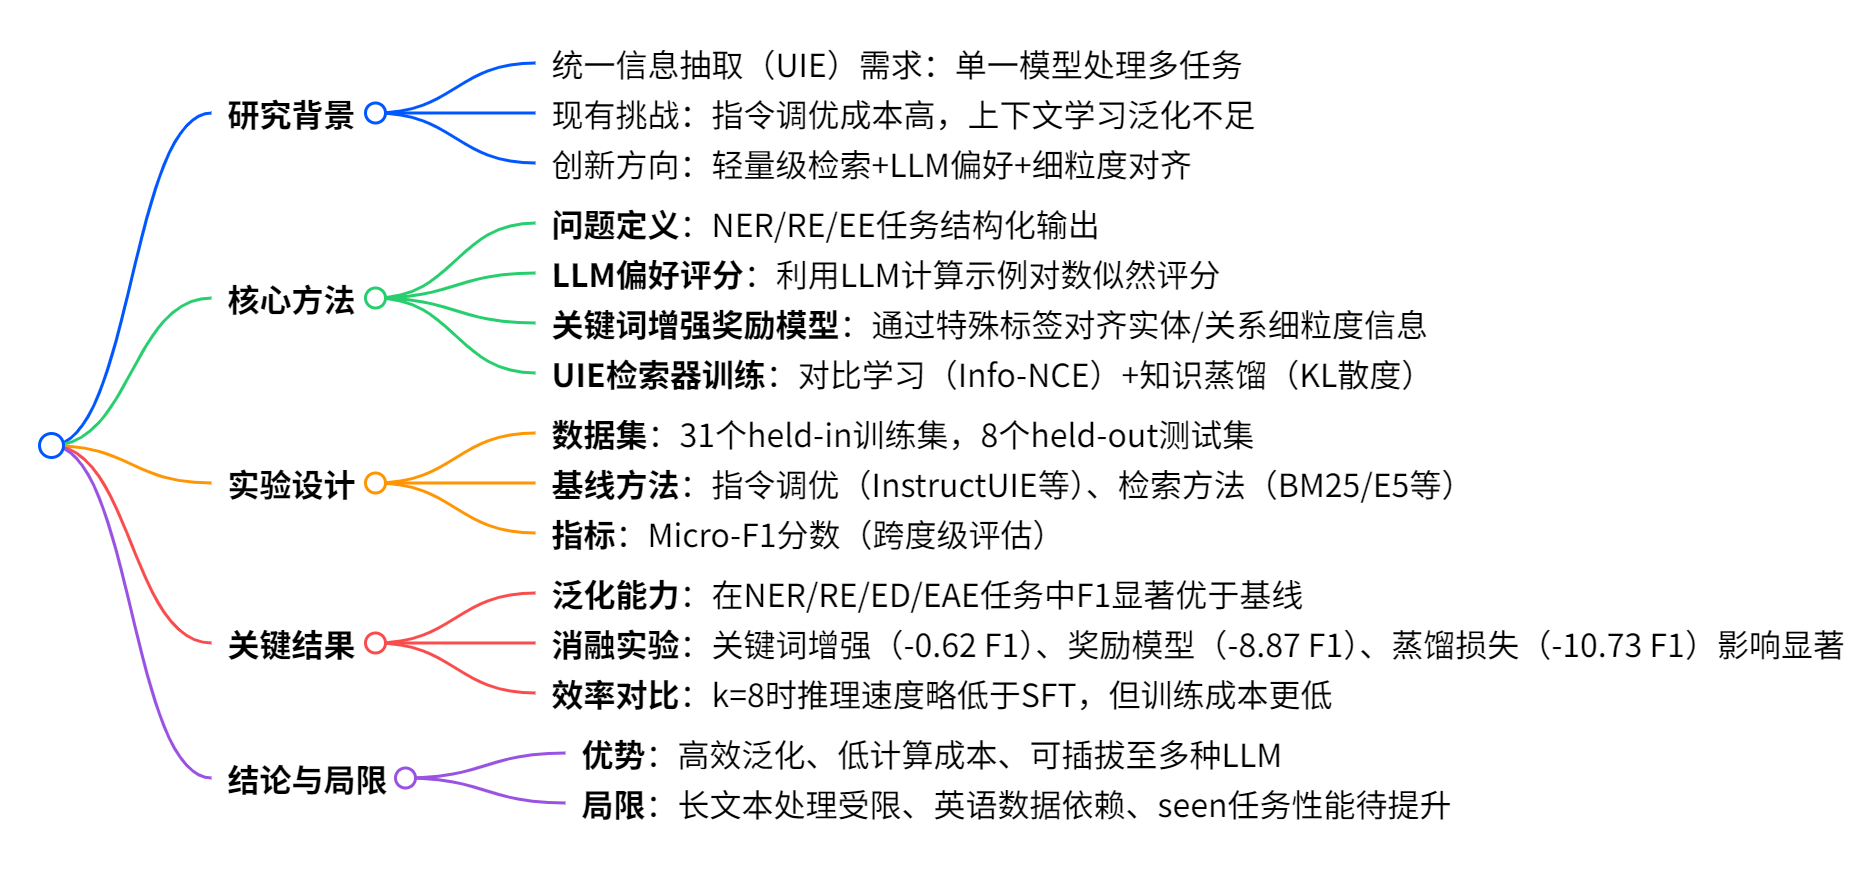 研究背景
统一信息抽取（UIE）需求：单一模型处理多任务
现有挑战：指令调优成本高，上下文学习泛化不足
创新方向：轻量级检索+LLM偏好+细粒度对齐
核心方法
问题定义：NER/RE/EE任务结构化输出
LLM偏好评分：利用LLM计算示例对数似然评分
关键词增强奖励模型：通过特殊标签对齐实体/关系细粒度信息
UIE检索器训练：对比学习（Info-NCE）+知识蒸馏（KL散度）
实验设计
数据集：31个held-in训练集，8个held-out测试集
基线方法：指令调优（InstructUIE等）、检索方法（BM25/E5等）
指标：Micro-F1分数（跨度级评估）
关键结果
泛化能力：在NER/RE/ED/EAE任务中F1显著优于基线
消融实验：关键词增强（-0.62 F1）、奖励模型（-8.87 F1）、蒸馏损失（-10.73 F1）影响显著
效率对比：k=8时推理速度略低于SFT，但训练成本更低
结论与局限
优势：高效泛化、低计算成本、可插拔至多种LLM
局限：长文本处理受限、英语数据依赖、seen任务性能待提升